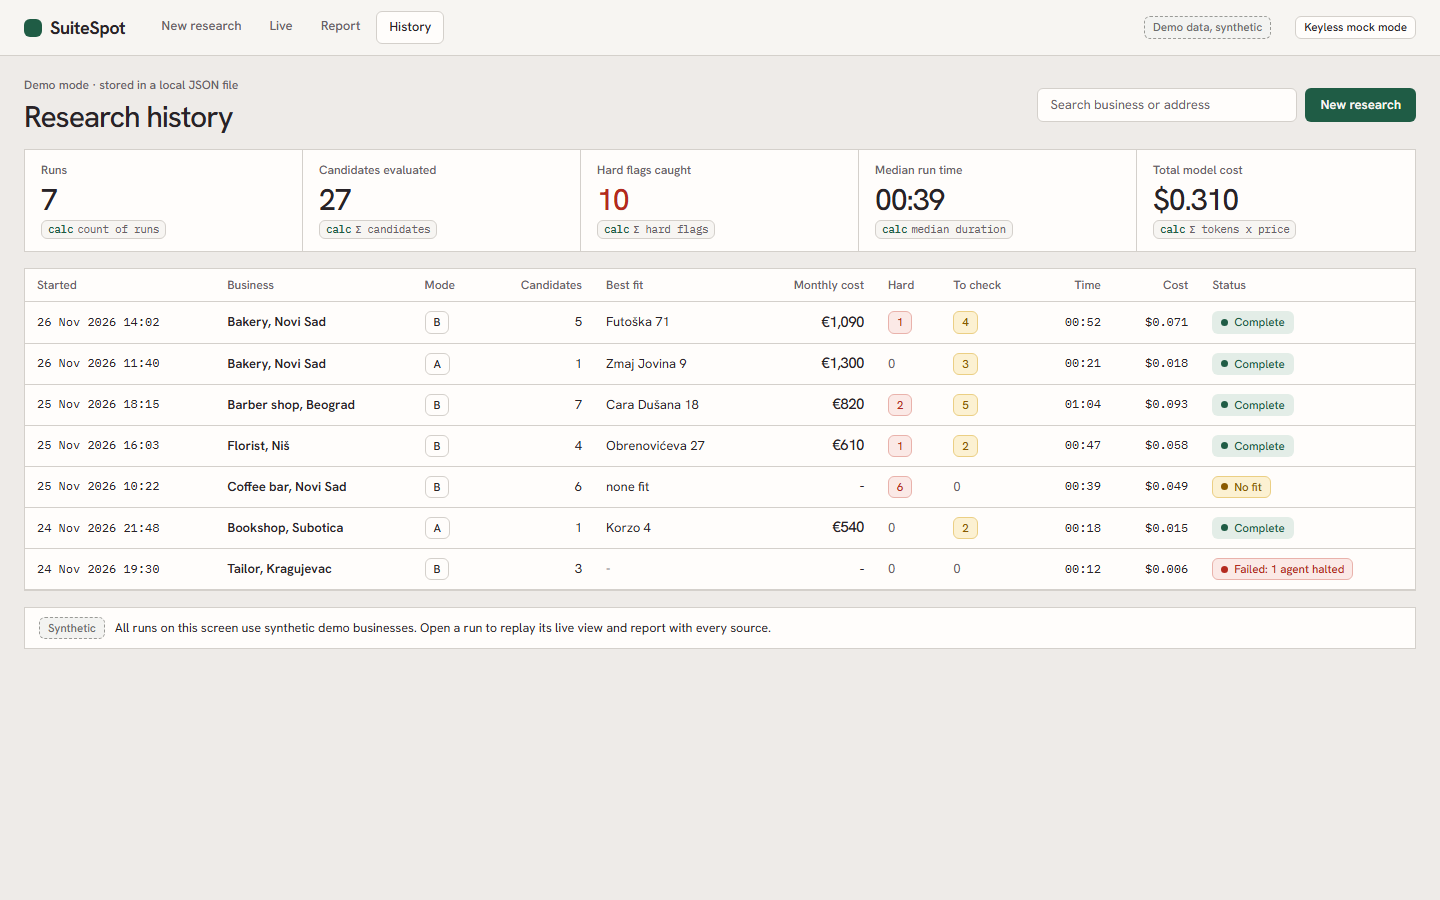 SuiteSpot New research Live Report History Demo data, synthetic Keyless mock mode
Demo mode · stored in a local JSON file
Research history
Search business or address New research
Runs Candidates evaluated Hard flags caught Median run time Total model cost
7 27 10 00:39 $0.310
calc count of runs calc Σ candidates calc Σ hard flags calc median duration calc Σ tokens x price
Started Business Mode Candidates Best fit Monthly cost Hard To check Time Cost Status
26 Nov 2026 14:02 Bakery, Novi Sad B 5 Futoška 71 €1,090 1 4 00:52 $0.071 Complete
26 Nov 2026 11:40 Bakery, Novi Sad A 1 Zmaj Jovina 9 €1,300 0 3 00:21 $0.018 Complete
25 Nov 2026 18:15 Barber shop, Beograd B 7 Cara Dušana 18 €820 2 5 01:04 $0.093 Complete
25 Nov 2026 16:03 Florist, Niš B 4 Obrenovićeva 27 €610 1 2 00:47 $0.058 Complete
25 Nov 2026 10:22 Coffee bar, Novi Sad B 6 none fit - 6 0 00:39 $0.049 No fit
24 Nov 2026 21:48 Bookshop, Subotica A 1 Korzo 4 €540 0 2 00:18 $0.015 Complete
24 Nov 2026 19:30 Tailor, Kragujevac B 3 - - 0 0 00:12 $0.006 Failed: 1 agent halted
Synthetic All runs on this screen use synthetic demo businesses. Open a run to replay its live view and report with every source.